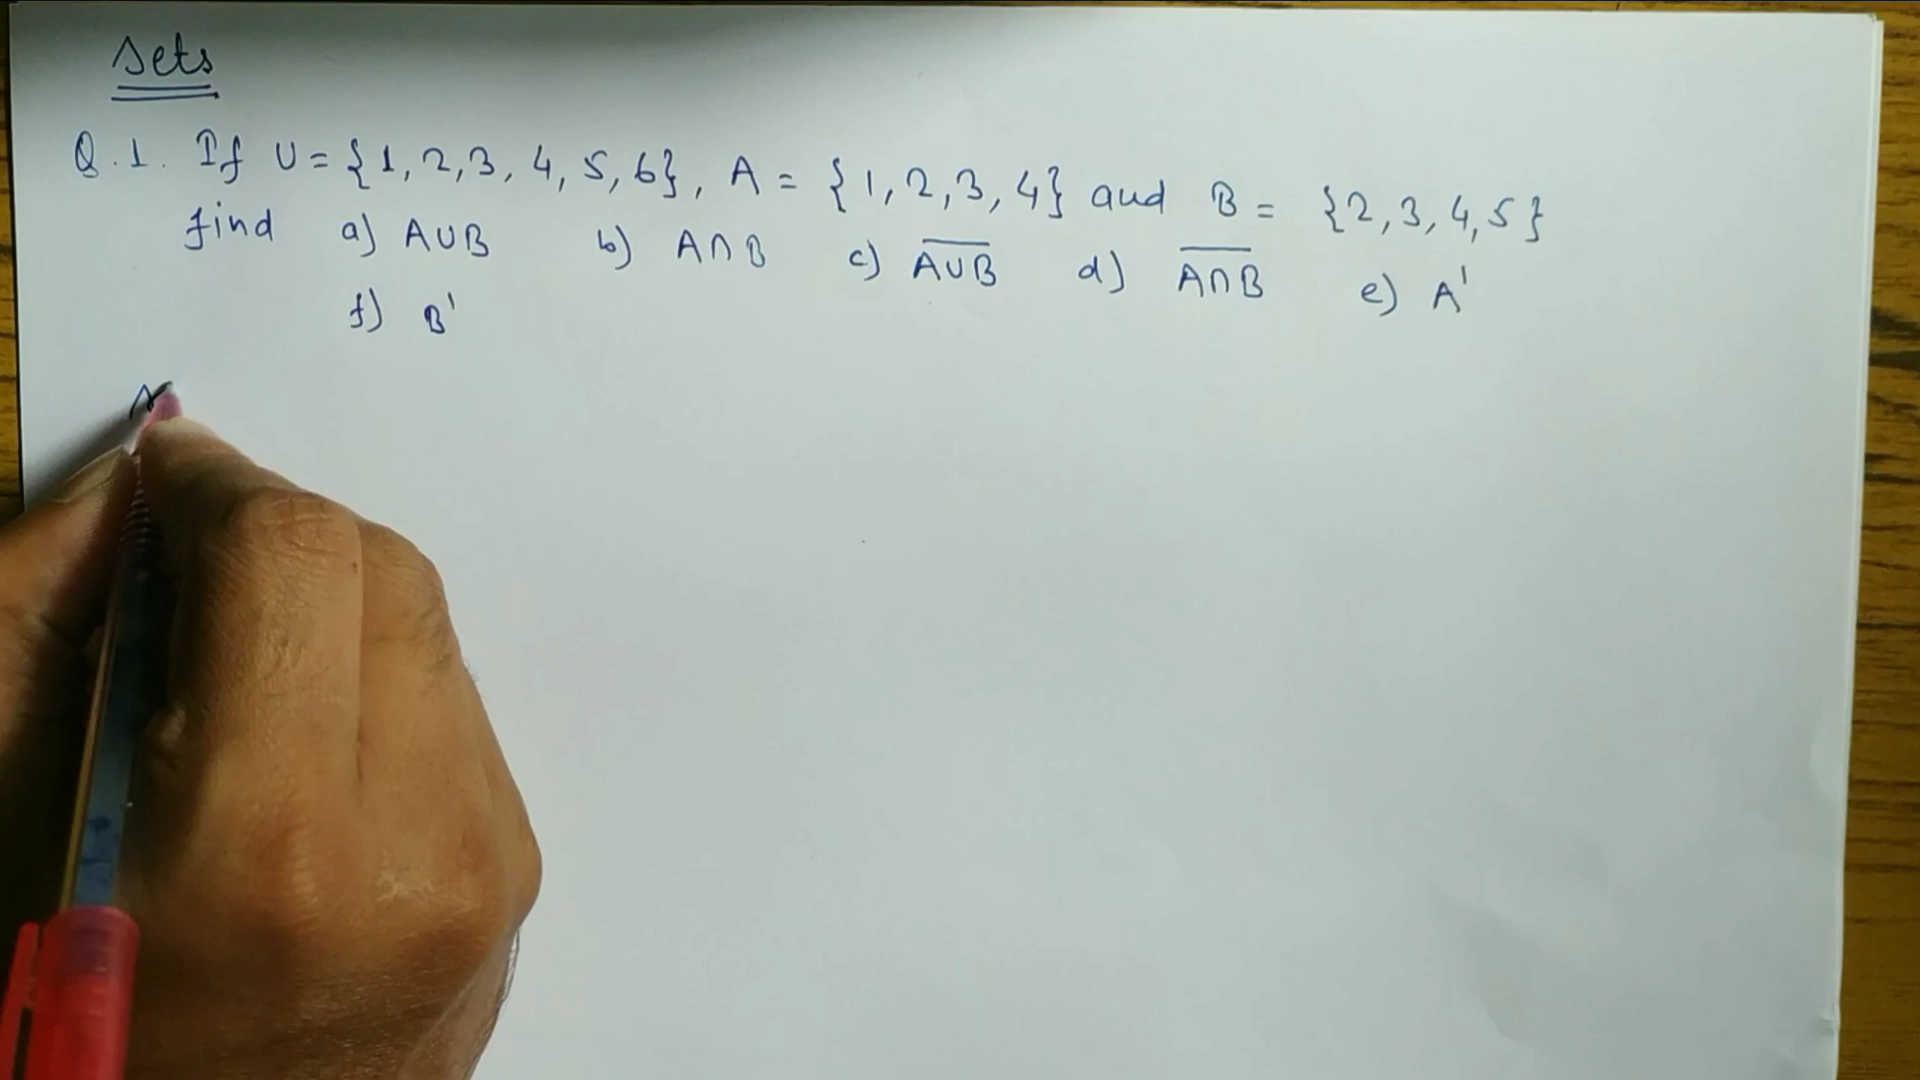 Sets
Q.1. If U = {1, 2, 3, 4, 5, 6}, A = {1, 2, 3, 4} and B = {2, 3, 4, 5}
find a) A∪B b) A∩B c) A̅∪̅B̅ d) A̅∩̅B̅ e) A'
f) B'